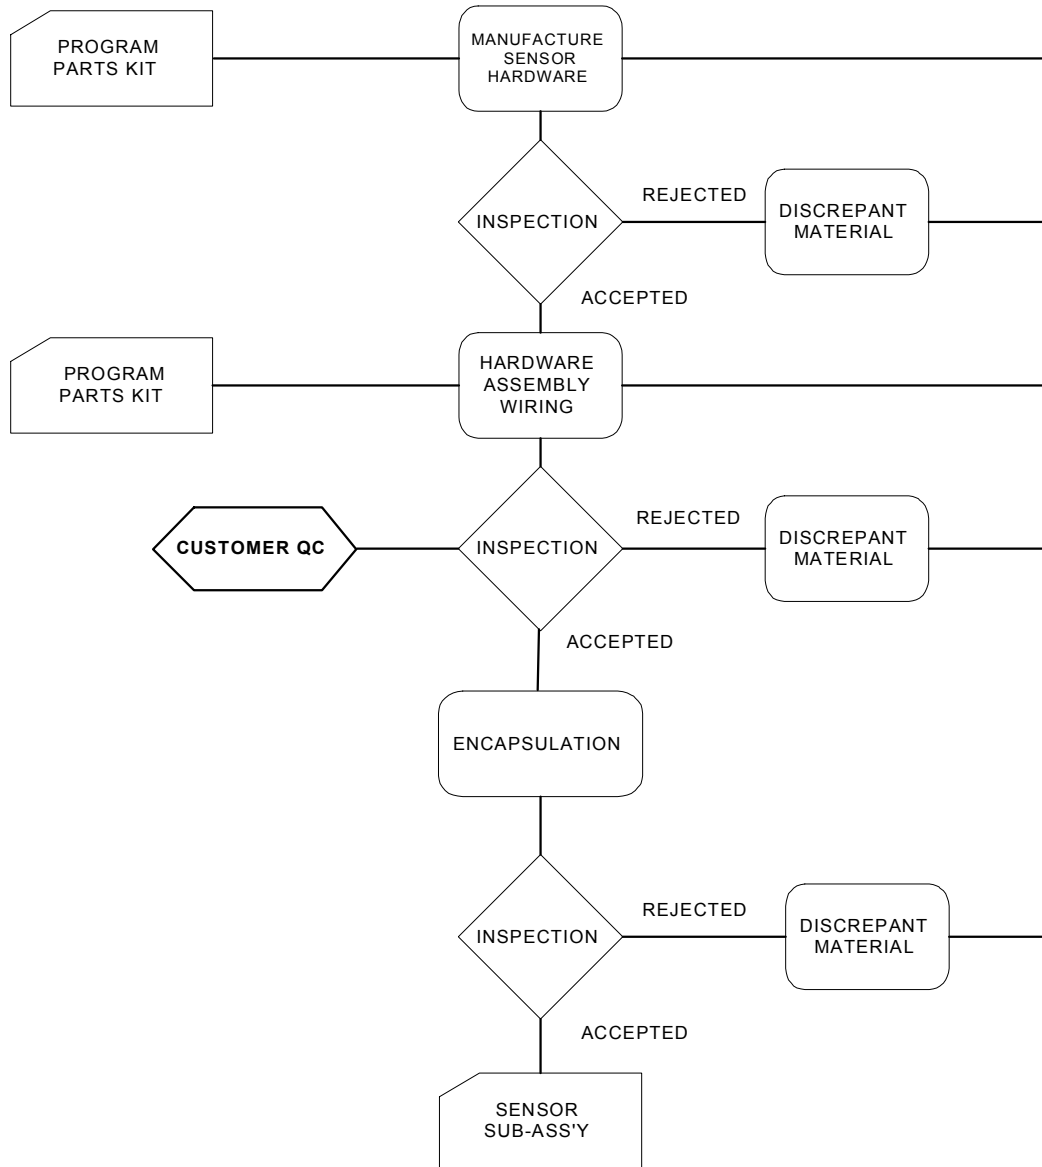 PROGRAM
PARTS KIT
MANUFACTURE
SENSOR
HARDWARE
INSPECTION
REJECTED
DISCREPANT
MATERIAL
ACCEPTED
PROGRAM
PARTS KIT
HARDWARE
ASSEMBLY
WIRING
CUSTOMER QC
INSPECTION
REJECTED
DISCREPANT
MATERIAL
ACCEPTED
ENCAPSULATION
INSPECTION
REJECTED
DISCREPANT
MATERIAL
ACCEPTED
SENSOR
SUB-ASS'Y